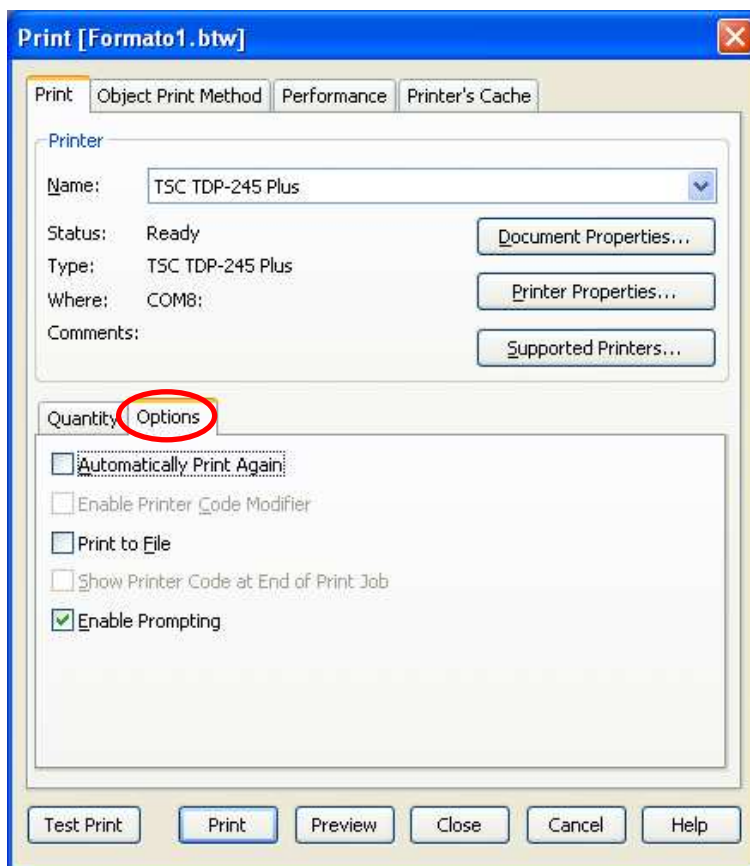 Print [Formato1.btw]
Print Object Print Method Performance Printer's Cache
Printer
Name: TSC TDP-245 Plus
Status: Ready
Document Properties...
Type: TSC TDP-245 Plus
Where: COM8:
Printer Properties...
Comments:
Supported Printers...
Quantity Options
Automatically Print Again
Enable Printer Code Modifier
Print to File
Show Printer Code at End of Print Job
Enable Prompting
Test Print Print Preview Close Cancel Help